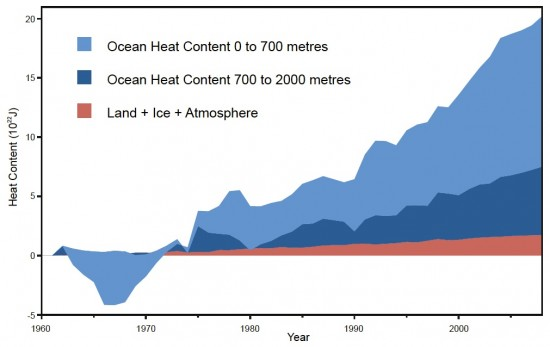 20
Ocean Heat Content 0 to 700 metres
Ocean Heat Content 700 to 2000 metres
15
Land + Ice + Atmosphere
Heat Content (10²²J)
10
5
0
-5
1960 1970 1980 1990 2000
Year